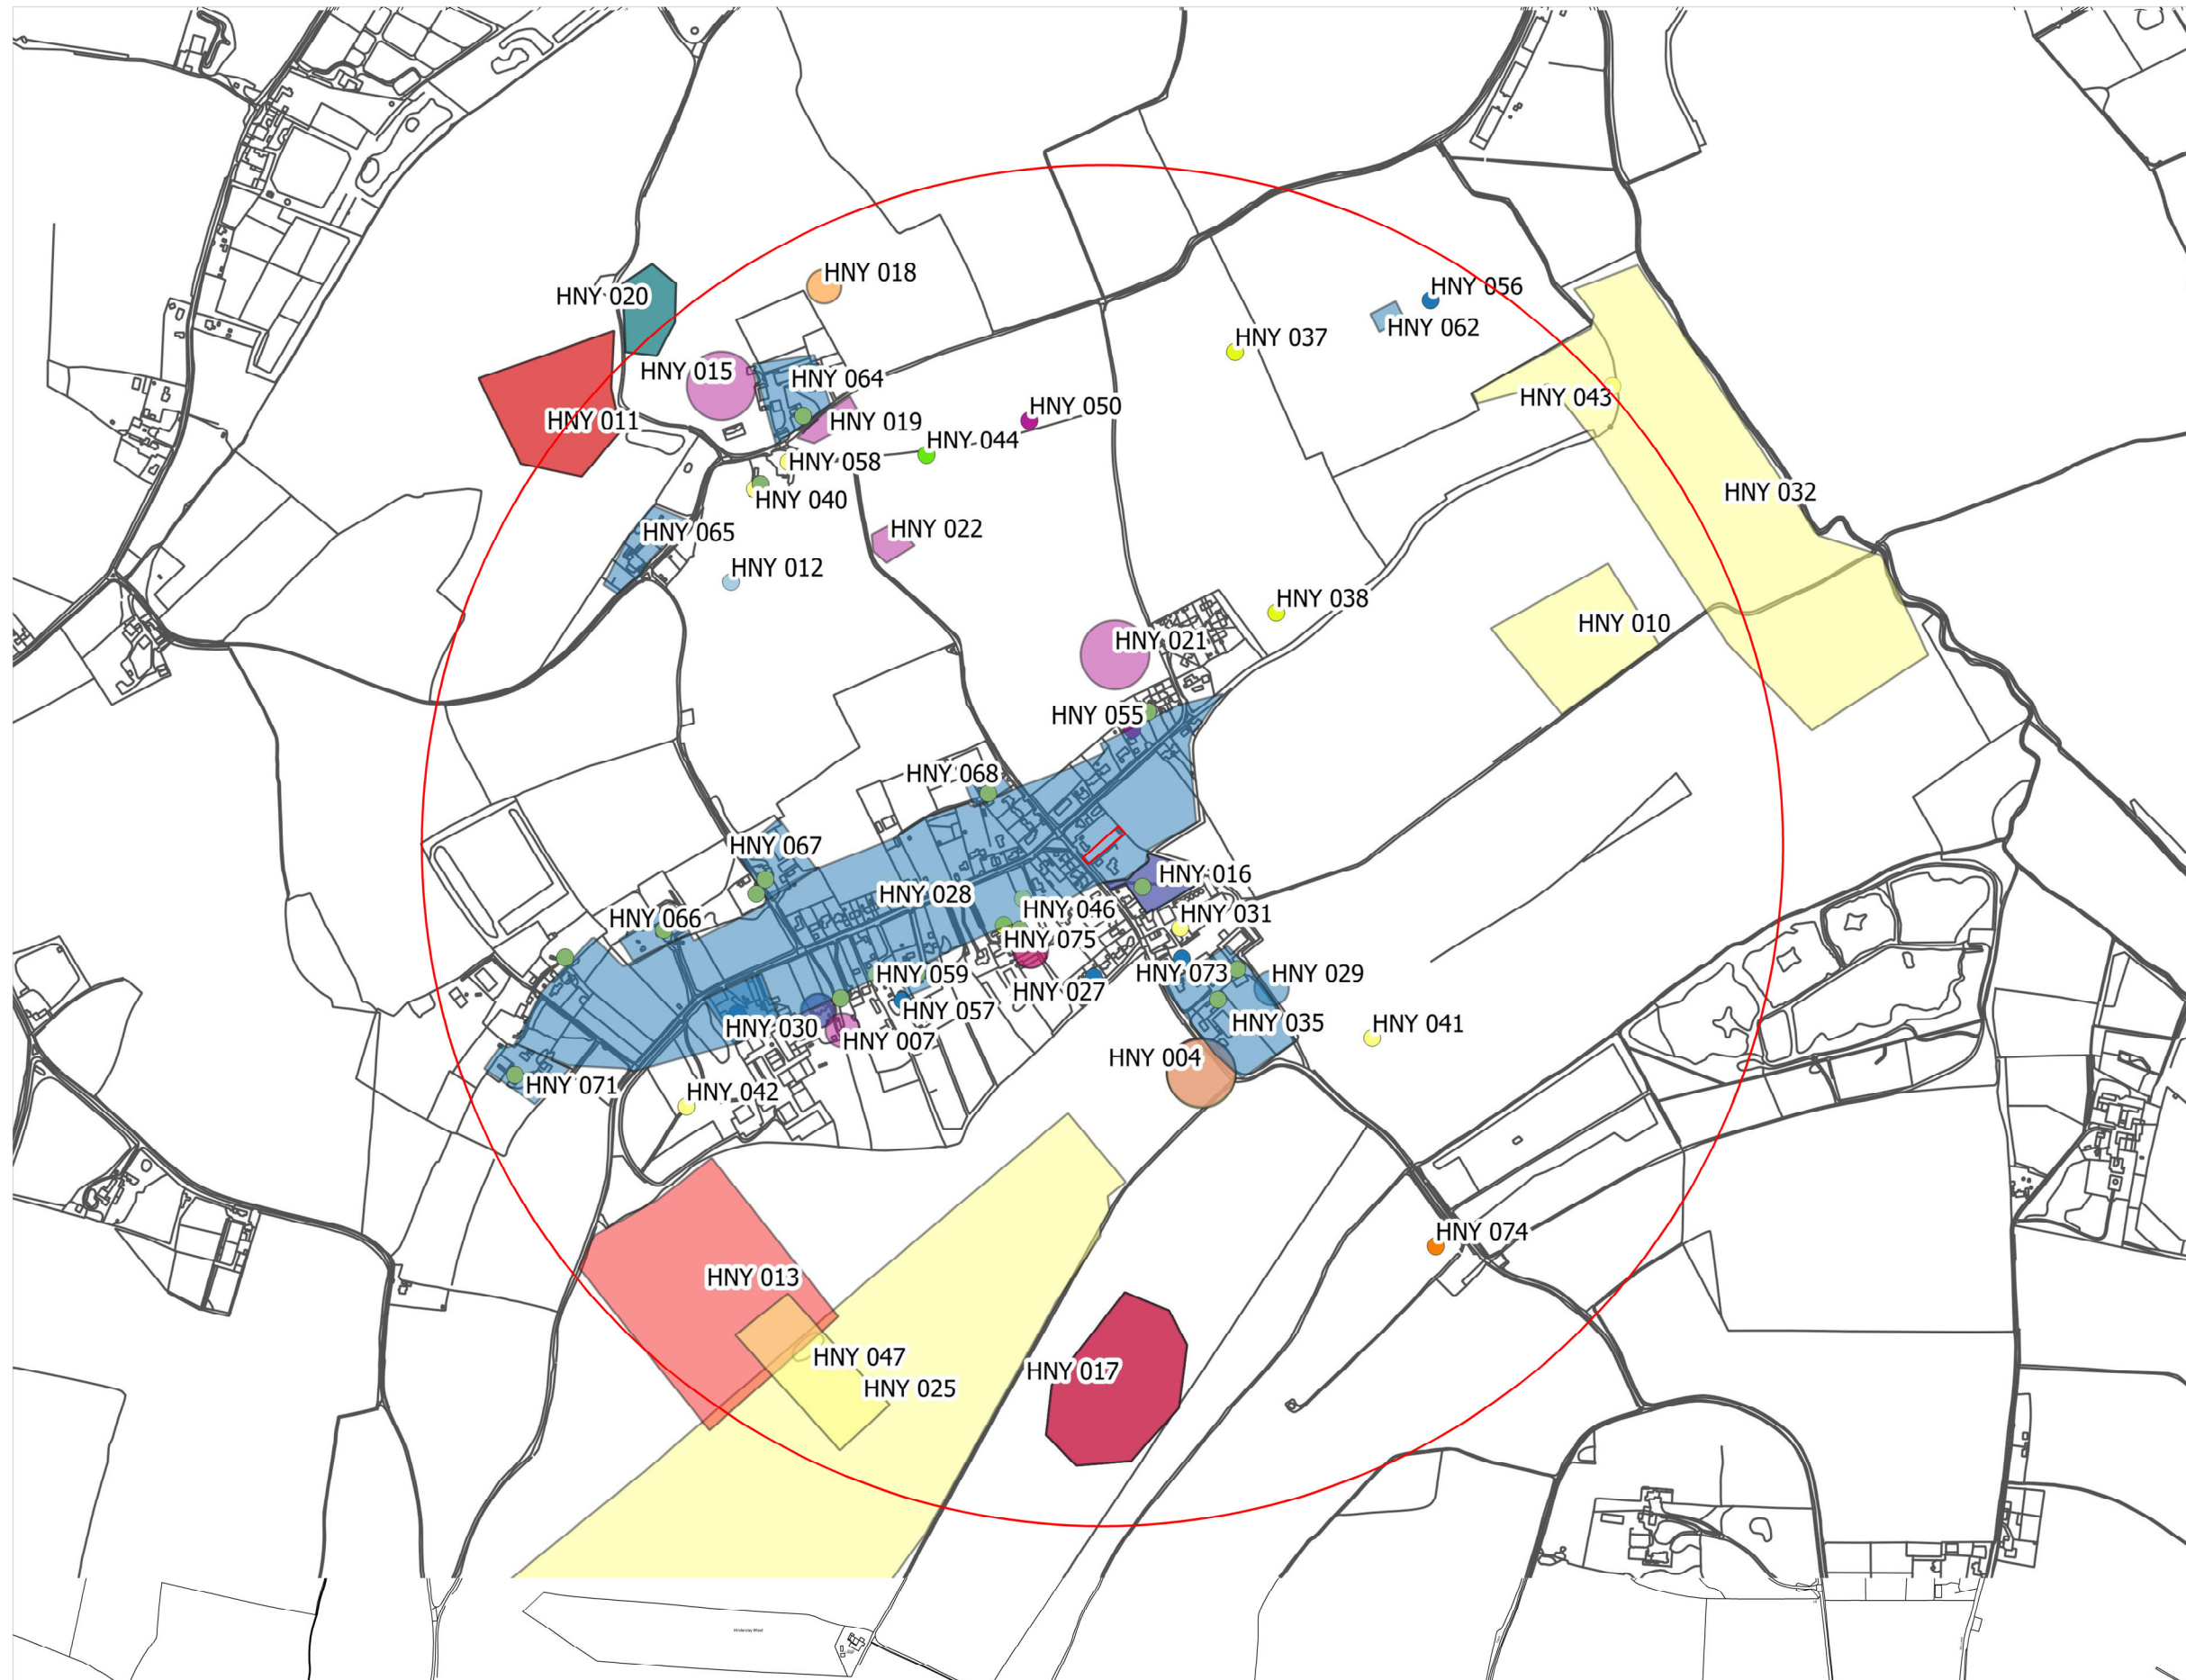 HNY 018
HNY 056
HNY 020
HNY 062
HNY 037
HNY 015
HNY 064
HNY 043
HNY 050
HNY 011
HNY 019
HNY 044
HNY 058
HNY 032
HNY 040
HNY 065
HNY 022
HNY 012
HNY 038
HNY 010
HNY 021
HNY 055
HNY 068
HNY 067
HNY 016
HNY 028
HNY 046
HNY 031
HNY 066
HNY 075
HNY 059
HNY 073
HNY 029
HNY 027
HNY 057
HNY 035
HNY 041
HNY 030
HNY 007
HNY 004
HNY 071
HNY 042
HNY 074
HNY 013
HNY 047
HNY 017
HNY 025
Hinderclay Wood